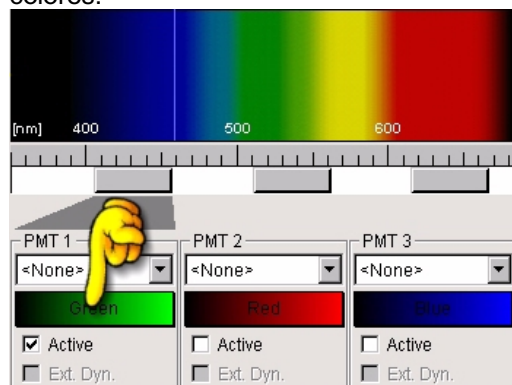 colores.
[nm] 400 500 600
PMT 1 PMT 2 PMT 3
<None> <None> <None>
Green Red Blue
Active Active Active
Ext. Dyn. Ext. Dyn. Ext. Dyn.